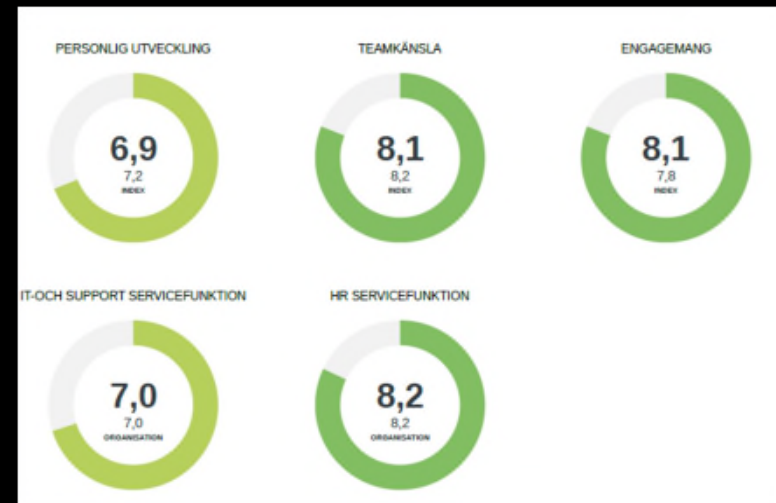 PERSONLIG UTVECKLING
6,9
7,2
INDEX
TEAMKÄNSLA
8,1
8,2
INDEX
ENGAGEMANG
8,1
7,8
INDEX
IT-OCH SUPPORT SERVICEFUNKTION
7,0
7,0
ORGANISATION
HR SERVICEFUNKTION
8,2
8,2
ORGANISATION